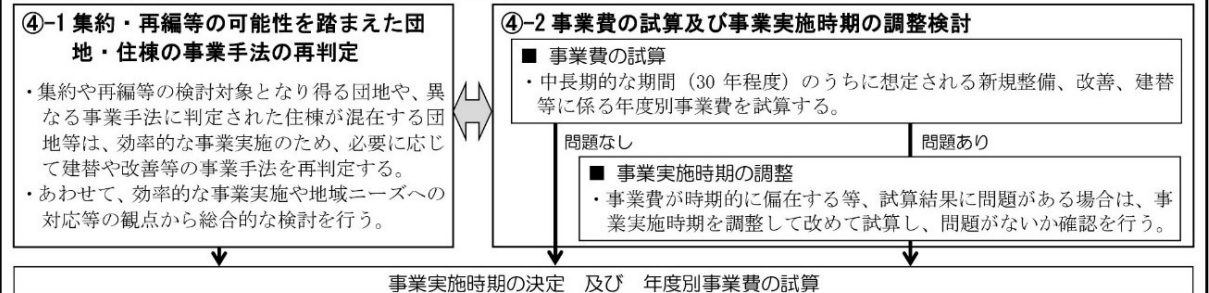 ④-1 集約・再編等の可能性を踏まえた団
地・住棟の事業手法の再判定
・集約や再編等の検討対象となり得る団地や、異
なる事業手法に判定された住棟が混在する団
地等は、効率的な事業実施のため、必要に応じ
て建替や改善等の事業手法を再判定する。
・あわせて、効率的な事業実施や地域ニーズへの
対応等の観点から総合的な検討を行う。
④-2 事業費の試算及び事業実施時期の調整検討
■ 事業費の試算
・中長期的な期間（30 年程度）のうちに想定される新規整備、改善、建替
等に係る年度別事業費を試算する。
問題なし
問題あり
■ 事業実施時期の調整
・事業費が時期的に偏在する等、試算結果に問題がある場合は、事
業実施時期を調整して改めて試算し、問題がないか確認を行う。
事業実施時期の決定 及び 年度別事業費の試算